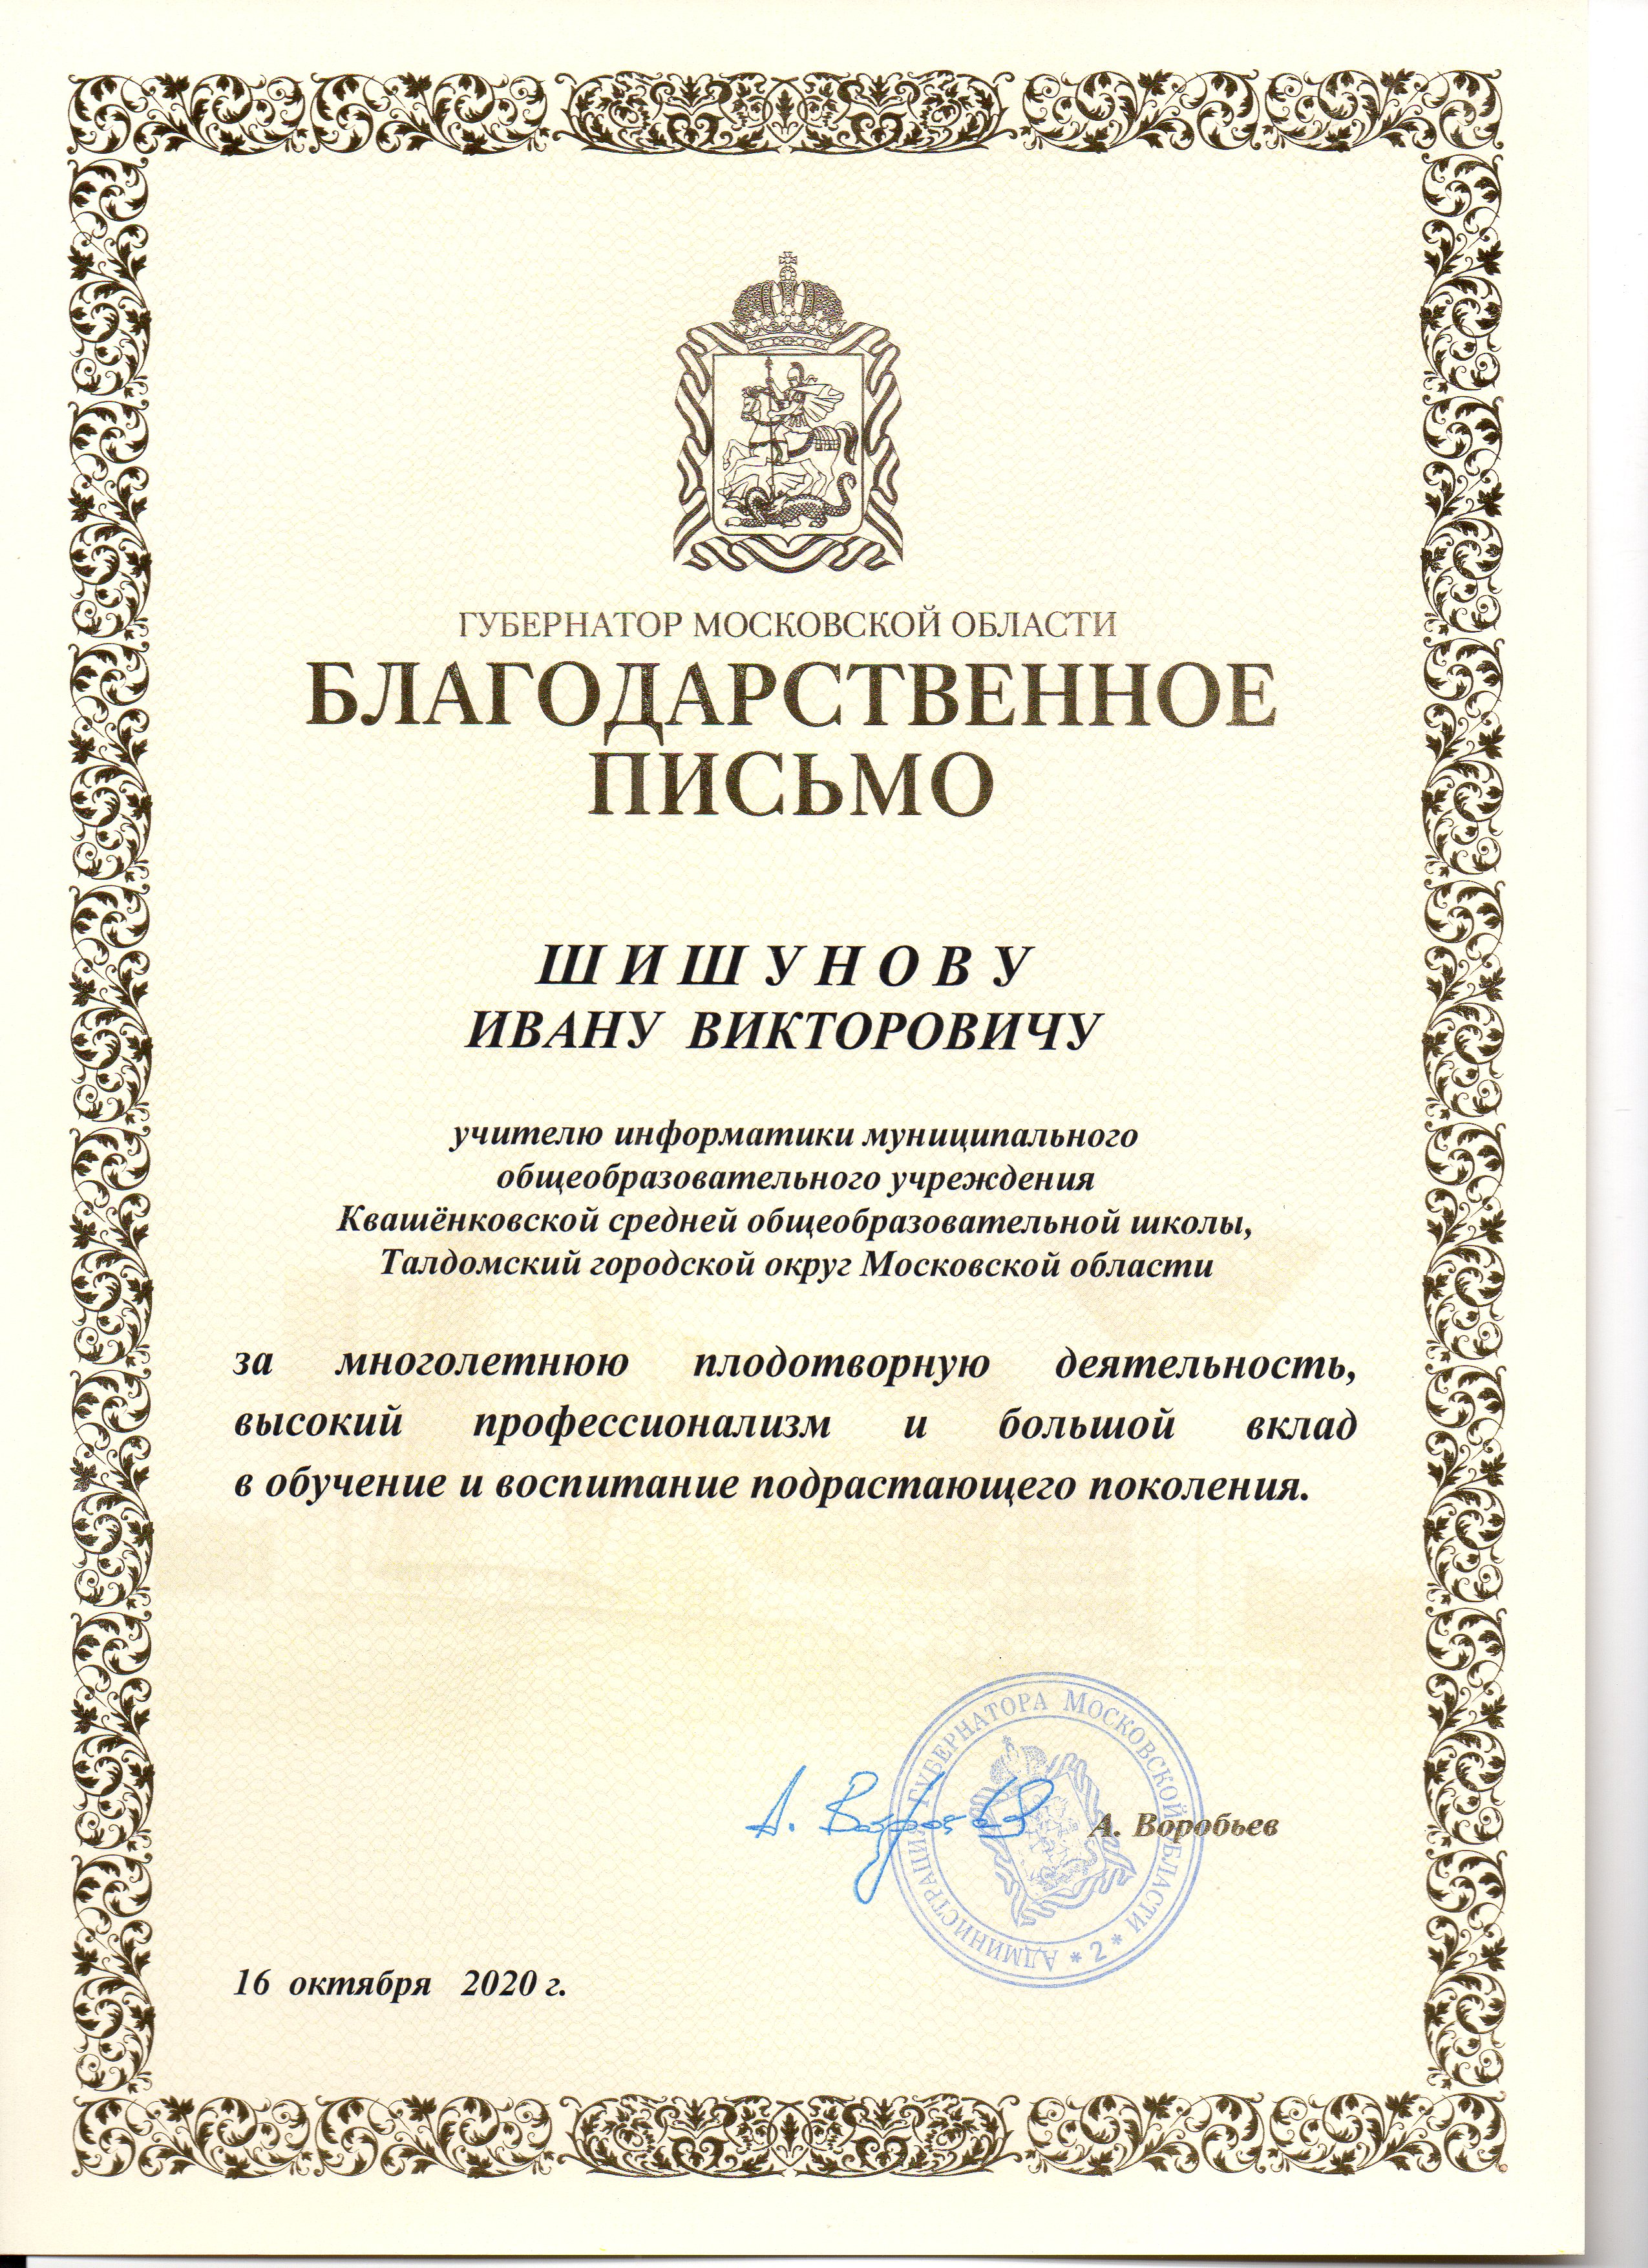 ГУБЕРНАТОР МОСКОВСКОЙ ОБЛАСТИ
БЛАГОДАРСТВЕННОЕ
ПИСЬМО
ШИШУНОВУ
ИВАНУ ВИКТОРОВИЧУ
учителю информатики муниципального
общеобразовательного учреждения
Квашёнковской средней общеобразовательной школы,
Талдомский городской округ Московской области
за многолетнюю плодотворную деятельность,
высокий профессионализм и большой вклад
в обучение и воспитание подрастающего поколения.
АДМИНИСТРАЦИЯ ГУБЕРНАТОРА МОСКОВСКОЙ ОБЛАСТИ * 2 *
А. Воробьев
А. Воробьев
16 октября 2020 г.